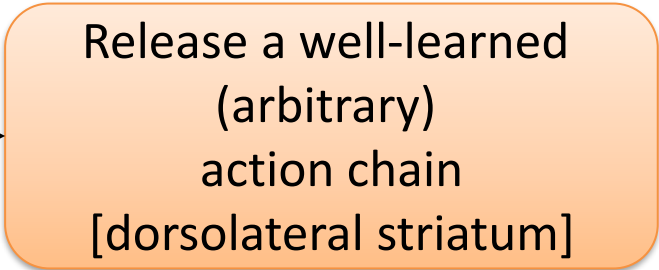 Release a well-learned
(arbitrary)
action chain
[dorsolateral striatum]